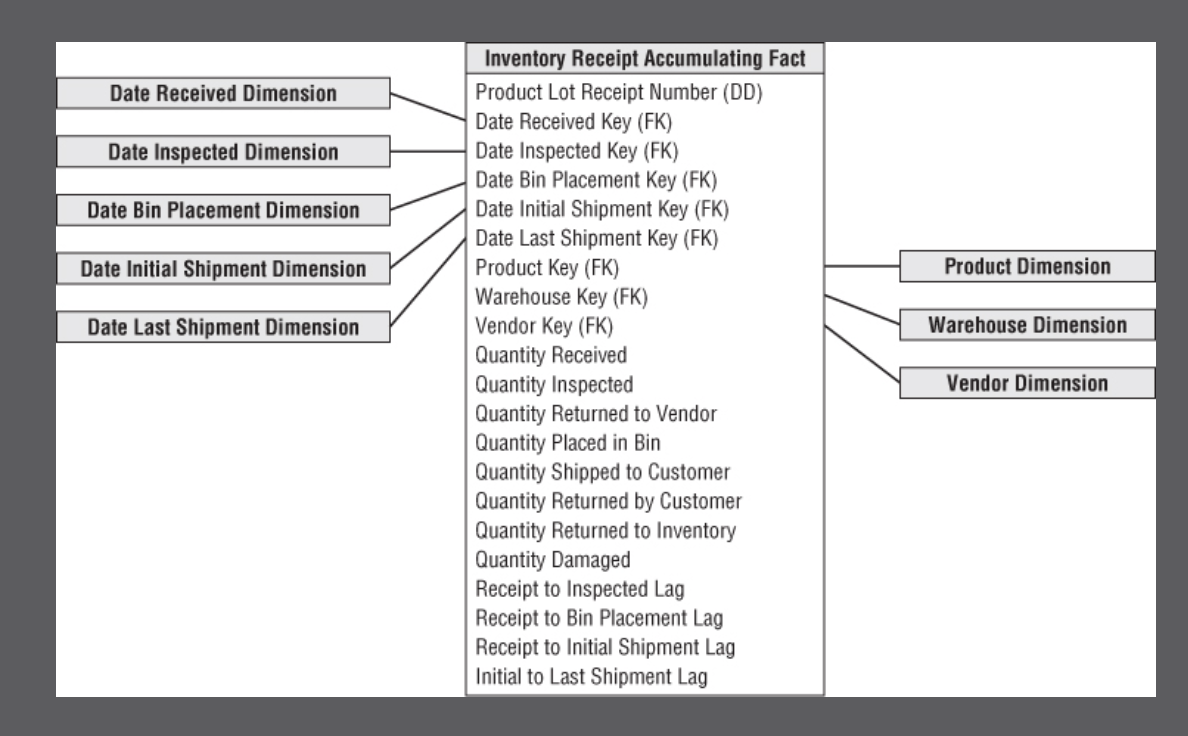 Inventory Receipt Accumulating Fact
Product Lot Receipt Number (DD)
Date Received Key (FK)
Date Inspected Key (FK)
Date Bin Placement Key (FK)
Date Initial Shipment Key (FK)
Date Last Shipment Key (FK)
Product Key (FK)
Warehouse Key (FK)
Vendor Key (FK)
Quantity Received
Quantity Inspected
Quantity Returned to Vendor
Quantity Placed in Bin
Quantity Shipped to Customer
Quantity Returned by Customer
Quantity Returned to Inventory
Quantity Damaged
Receipt to Inspected Lag
Receipt to Bin Placement Lag
Receipt to Initial Shipment Lag
Initial to Last Shipment Lag
Date Received Dimension
Date Inspected Dimension
Date Bin Placement Dimension
Date Initial Shipment Dimension
Date Last Shipment Dimension
Product Dimension
Warehouse Dimension
Vendor Dimension